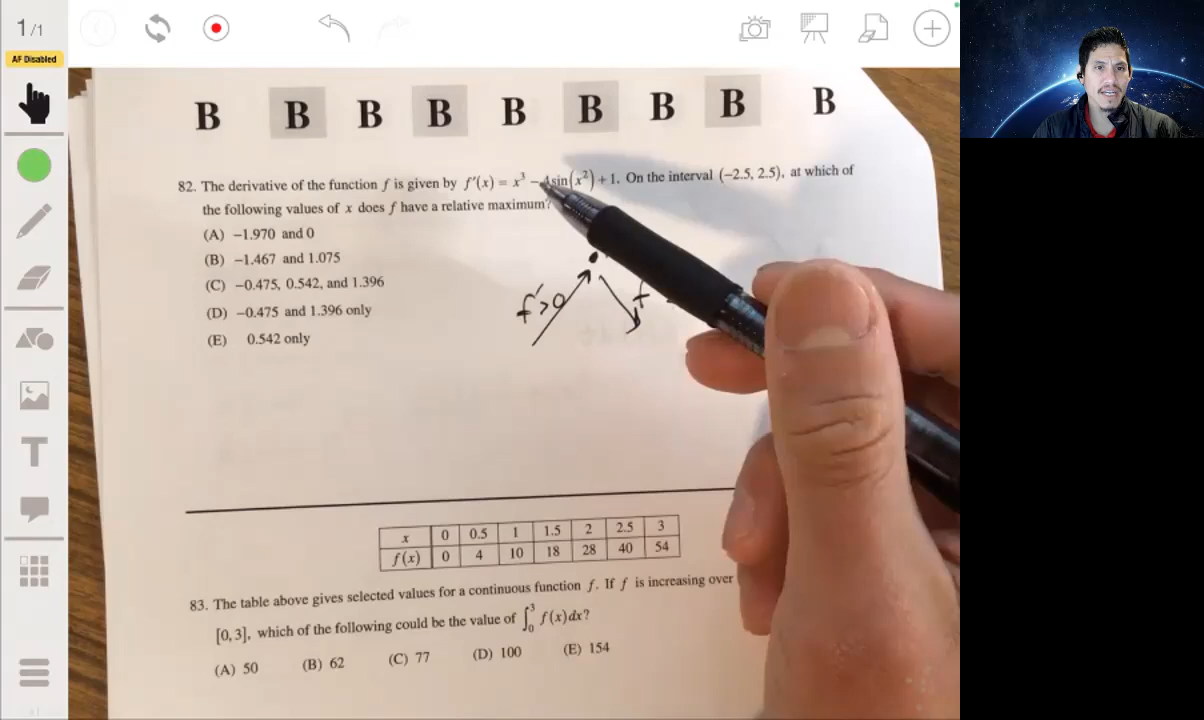 1/1
AF Disabled
B B B B B B B B B
82. The derivative of the function f is given by f′(x) = x³ − 4sin(x²) + 1. On the interval (−2.5, 2.5), at which of
the following values of x does f have a relative maximum?
(A) −1.970 and 0
(B) −1.467 and 1.075
(C) −0.475, 0.542, and 1.396
(D) −0.475 and 1.396 only
(E) 0.542 only
f′>0 f
T
x 0 0.5 1 1.5 2 2.5 3
f(x) 0 4 10 18 28 40 54
83. The table above gives selected values for a continuous function f. If f is increasing over
[0, 3], which of the following could be the value of ∫₀³ f(x)dx?
(A) 50 (B) 62 (C) 77 (D) 100 (E) 154